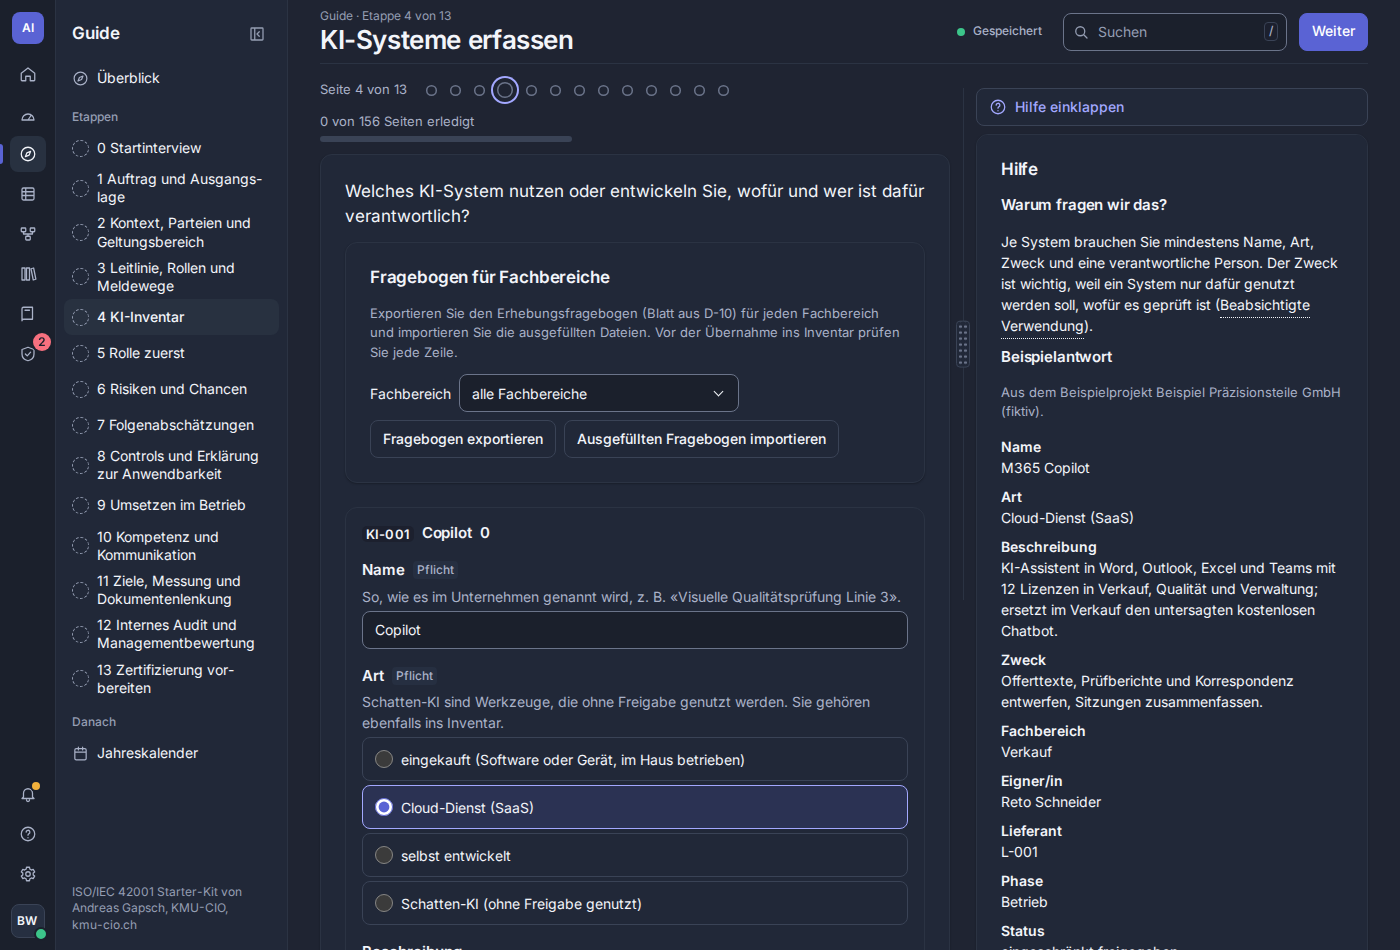 AI
Guide
Überblick
Etappen
0 Startinterview
1 Auftrag und Ausgangs-
lage
2 Kontext, Parteien und
Geltungsbereich
3 Leitlinie, Rollen und
Meldewege
4 KI-Inventar
5 Rolle zuerst
6 Risiken und Chancen
7 Folgenabschätzungen
8 Controls und Erklärung
zur Anwendbarkeit
9 Umsetzen im Betrieb
10 Kompetenz und
Kommunikation
11 Ziele, Messung und
Dokumentenlenkung
12 Internes Audit und
Managementbewertung
13 Zertifizierung vor-
bereiten
Danach
Jahreskalender
2
ISO/IEC 42001 Starter-Kit von
Andreas Gapsch, KMU-CIO,
kmu-cio.ch
BW
Guide · Etappe 4 von 13
KI-Systeme erfassen
Gespeichert
Suchen
/
Weiter
Seite 4 von 13
0 von 156 Seiten erledigt
Welches KI-System nutzen oder entwickeln Sie, wofür und wer ist dafür
verantwortlich?
Fragebogen für Fachbereiche
Exportieren Sie den Erhebungsfragebogen (Blatt aus D-10) für jeden Fachbereich
und importieren Sie die ausgefüllten Dateien. Vor der Übernahme ins Inventar prüfen
Sie jede Zeile.
Fachbereich
alle Fachbereiche
Fragebogen exportieren
Ausgefüllten Fragebogen importieren
KI-001 Copilot 0
Name Pflicht
So, wie es im Unternehmen genannt wird, z. B. «Visuelle Qualitätsprüfung Linie 3».
Copilot
Art Pflicht
Schatten-KI sind Werkzeuge, die ohne Freigabe genutzt werden. Sie gehören
ebenfalls ins Inventar.
eingekauft (Software oder Gerät, im Haus betrieben)
Cloud-Dienst (SaaS)
selbst entwickelt
Schatten-KI (ohne Freigabe genutzt)
Beschreibung
Hilfe einklappen
Hilfe
Warum fragen wir das?
Je System brauchen Sie mindestens Name, Art,
Zweck und eine verantwortliche Person. Der Zweck
ist wichtig, weil ein System nur dafür genutzt
werden soll, wofür es geprüft ist (Beabsichtigte
Verwendung).
Beispielantwort
Aus dem Beispielprojekt Beispiel Präzisionsteile GmbH
(fiktiv).
Name
M365 Copilot
Art
Cloud-Dienst (SaaS)
Beschreibung
KI-Assistent in Word, Outlook, Excel und Teams mit
12 Lizenzen in Verkauf, Qualität und Verwaltung;
ersetzt im Verkauf den untersagten kostenlosen
Chatbot.
Zweck
Offerttexte, Prüfberichte und Korrespondenz
entwerfen, Sitzungen zusammenfassen.
Fachbereich
Verkauf
Eigner/in
Reto Schneider
Lieferant
L-001
Phase
Betrieb
Status
eingeschränkt freigegeben